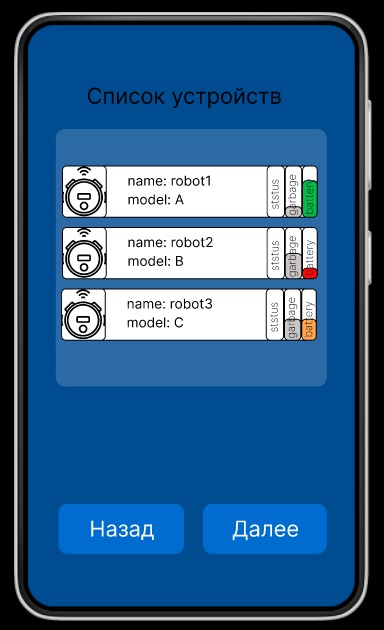 Список устройств
name: robot1
model: A
ststus
garbage
battery
name: robot2
model: B
ststus
garbage
battery
name: robot3
model: C
ststus
garbage
battery
Назад
Далее